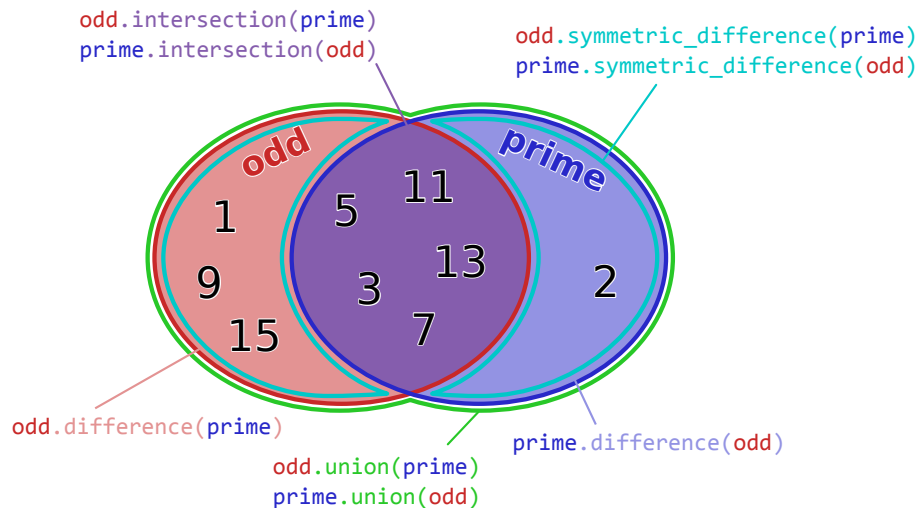 odd.intersection(prime)
prime.intersection(odd)
odd.symmetric_difference(prime)
prime.symmetric_difference(odd)
odd
prime
11
5
1
13
9
3
2
15
7
odd.difference(prime)
prime.difference(odd)
odd.union(prime)
prime.union(odd)